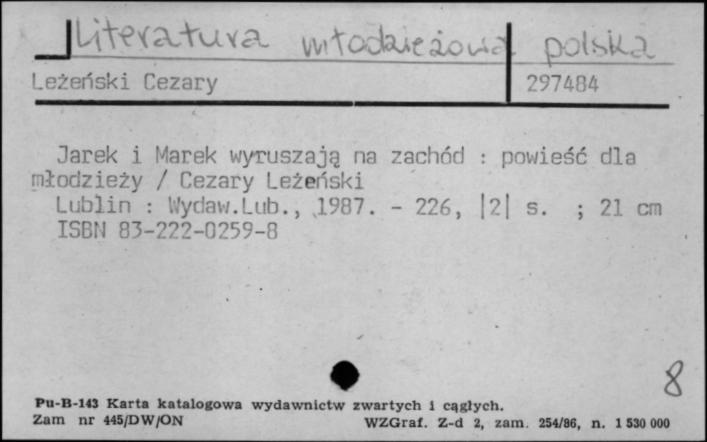 Literatura młodzieżowa polska
Leżeński Cezary 297484
Jarek i Marek wyruszają na zachód : powieść dla
młodzieży / Cezary Leżeński
Lublin : Wydaw.Lub., 1987. - 226, |2| s. ; 21 cm
ISBN 83-222-0259-8
8
Pu-B-143 Karta katalogowa wydawnictw zwartych i ciągłych.
Zam nr 445/DW/ON WZGraf. Z-d 2, zam. 254/86, n. 1 530 000